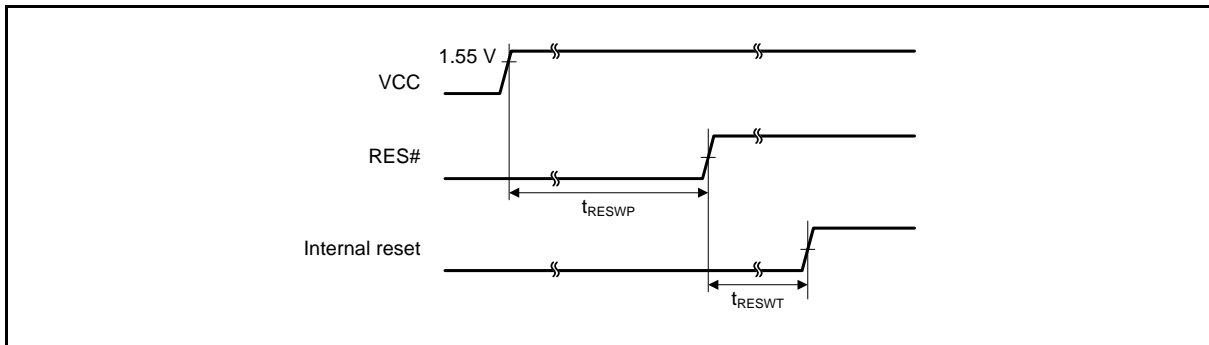 1.55 V
VCC
RES#
tRESWP
Internal reset
tRESWT